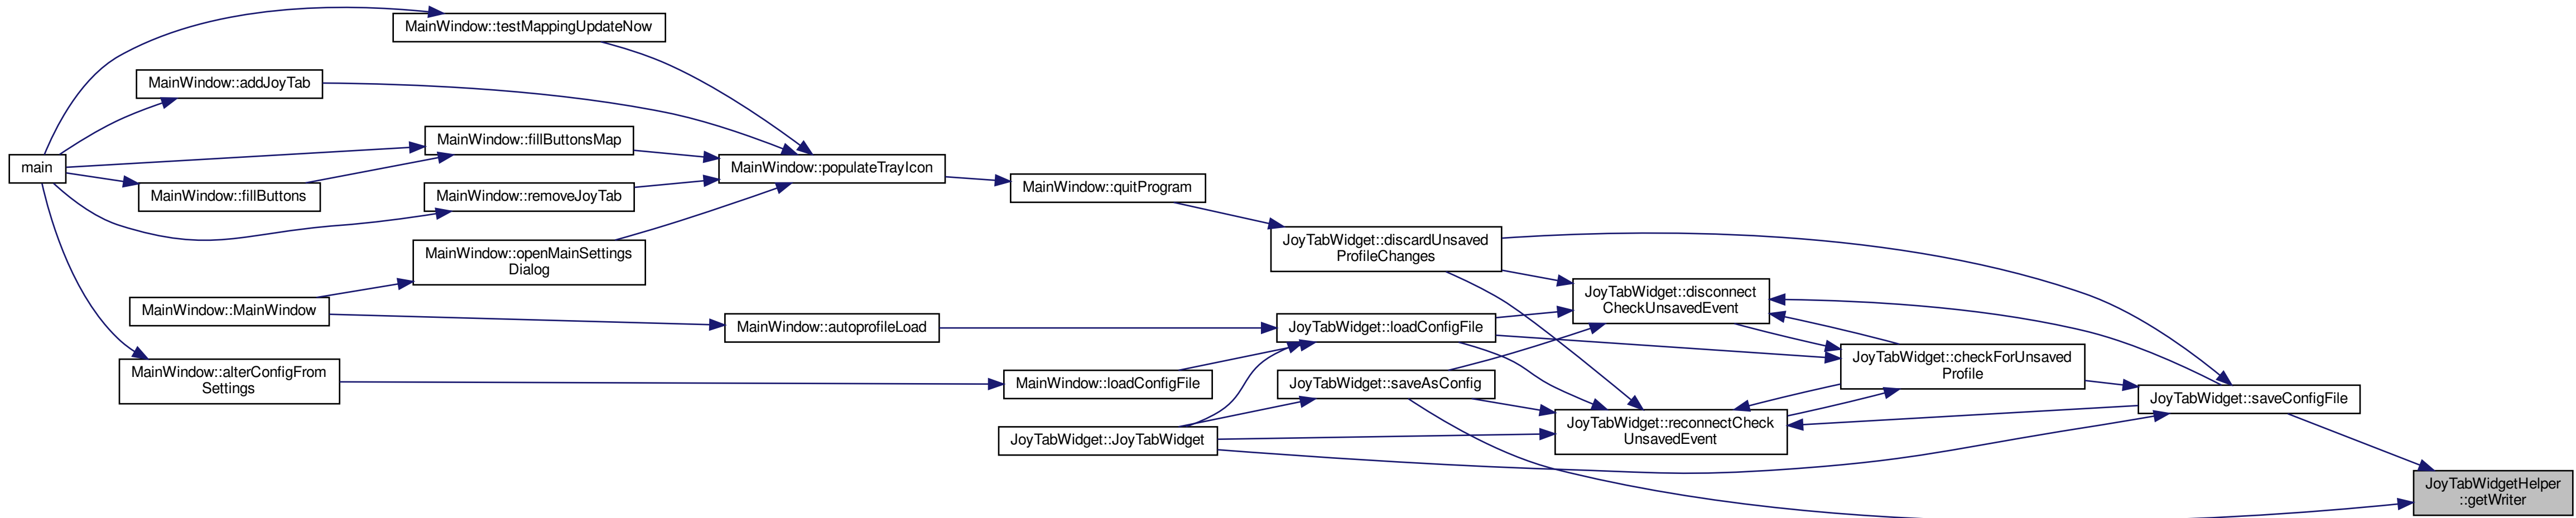 MainWindow::testMappingUpdateNow
MainWindow::addJoyTab
MainWindow::fillButtonsMap
main
MainWindow::populateTrayIcon
MainWindow::quitProgram
MainWindow::fillButtons
MainWindow::removeJoyTab
JoyTabWidget::discardUnsaved
ProfileChanges
MainWindow::openMainSettings
Dialog
JoyTabWidget::disconnect
CheckUnsavedEvent
MainWindow::MainWindow
MainWindow::autoprofileLoad
JoyTabWidget::loadConfigFile
JoyTabWidget::checkForUnsaved
Profile
MainWindow::alterConfigFrom
Settings
MainWindow::loadConfigFile
JoyTabWidget::saveAsConfig
JoyTabWidget::saveConfigFile
JoyTabWidget::JoyTabWidget
JoyTabWidget::reconnectCheck
UnsavedEvent
JoyTabWidgetHelper
::getWriter